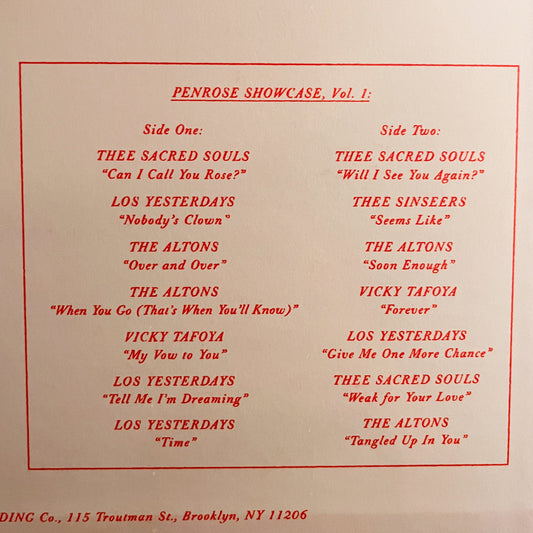 PENROSE SHOWCASE, Vol. 1:
Side One:
THEE SACRED SOULS
"Can I Call You Rose?"
LOS YESTERDAYS
"Nobody's Clown"
THE ALTONS
"Over and Over"
THE ALTONS
"When You Go (That's When You'll Know)"
VICKY TAFOYA
"My Vow to You"
LOS YESTERDAYS
"Tell Me I'm Dreaming"
LOS YESTERDAYS
"Time"
Side Two:
THEE SACRED SOULS
"Will I See You Again?"
THEE SINSEERS
"Seems Like"
THE ALTONS
"Soon Enough"
VICKY TAFOYA
"Forever"
LOS YESTERDAYS
"Give Me One More Chance"
THEE SACRED SOULS
"Weak for Your Love"
THE ALTONS
"Tangled Up In You"
DING Co., 115 Troutman St., Brooklyn, NY 11206